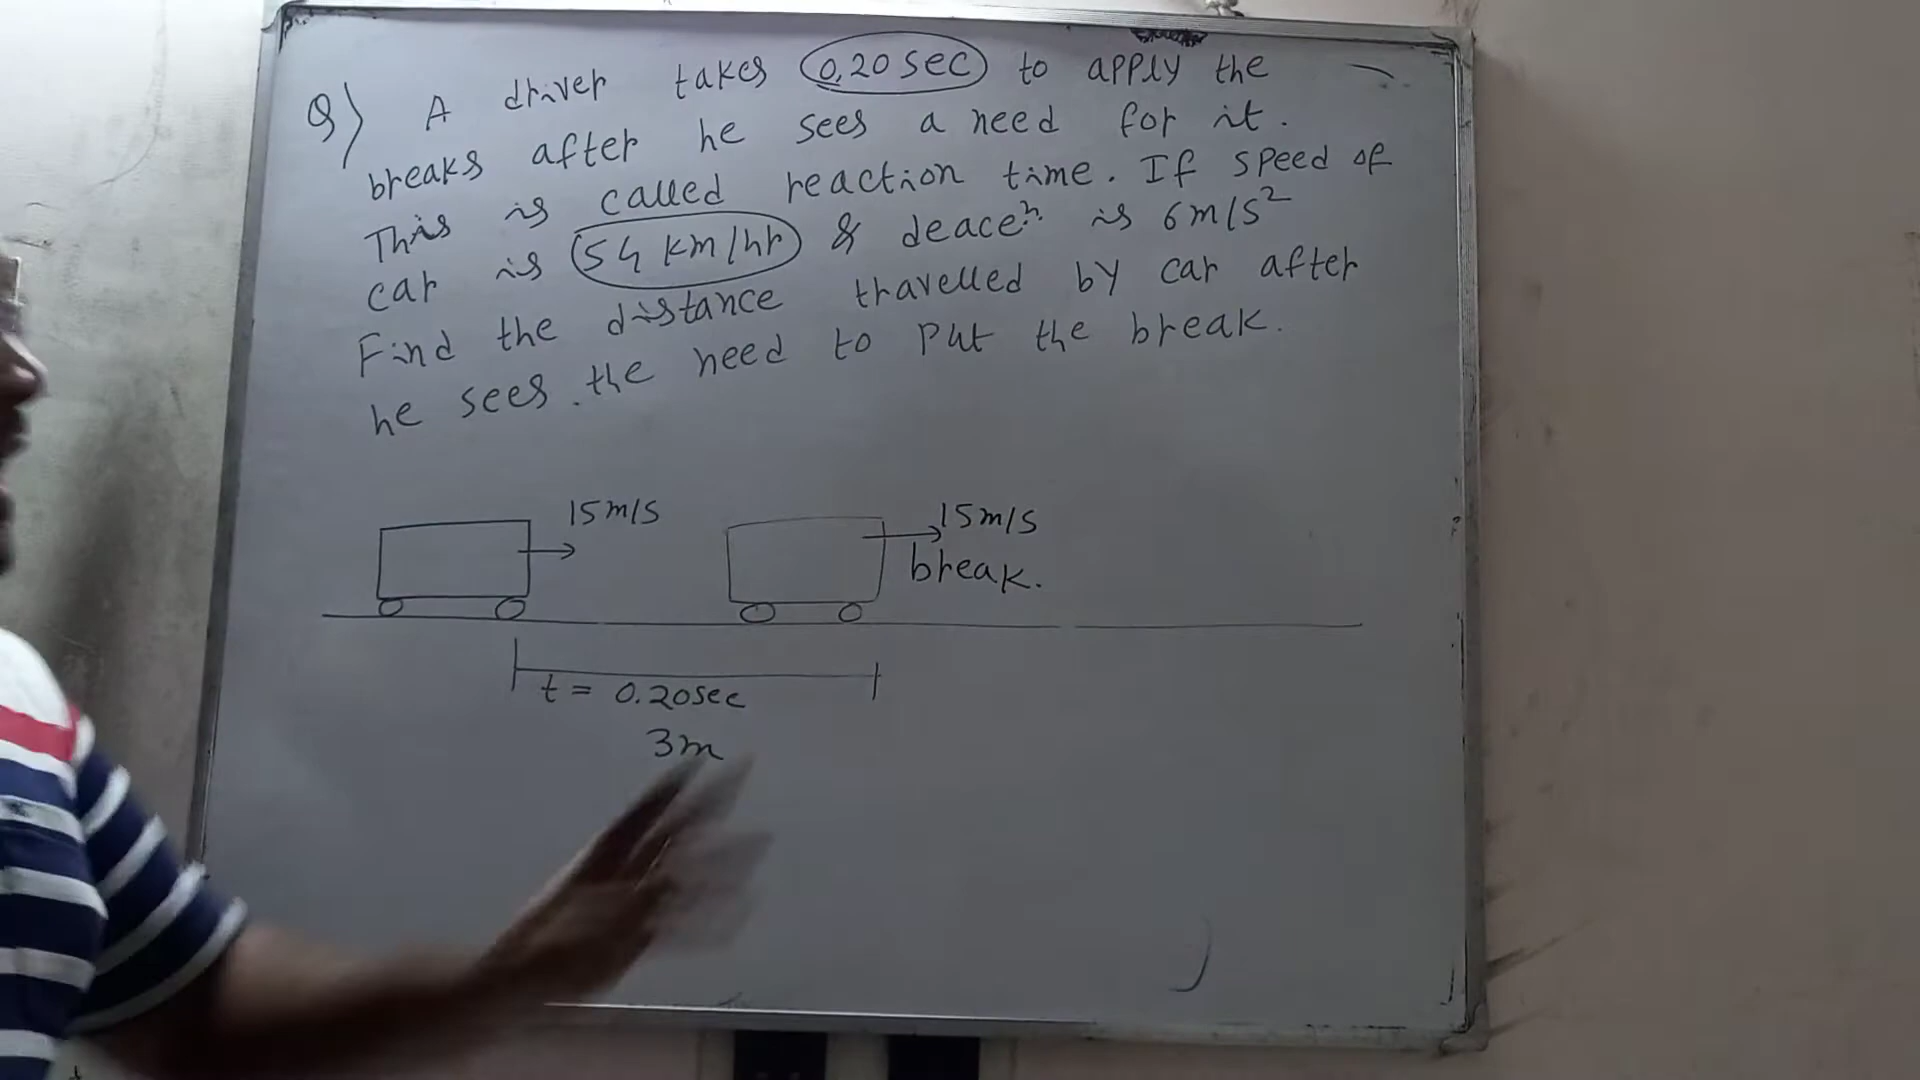 Q) A driver takes 0.20 sec to apply the
breaks after he sees a need for it.
This is called reaction time. If speed of
car is 54 km/hr & deaceⁿ is 6m/s²
Find the distance travelled by car after
he sees the need to put the break.
15m/s
15m/s
break.
t = 0.20sec
3m